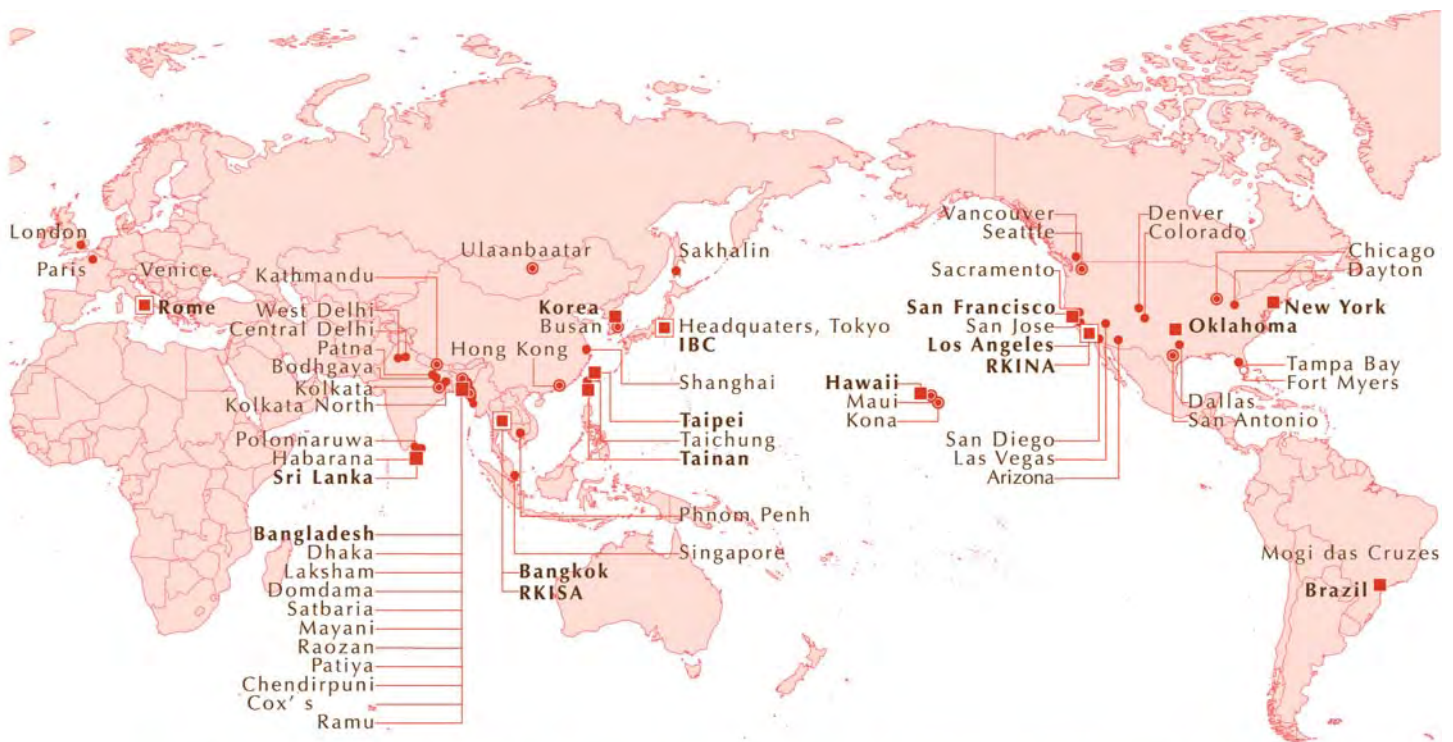 London
Paris
Venice
Rome
Kathmandu
West Delhi
Central Delhi
Patna
Bodhgaya
Kolkata
Kolkata North
Polonnaruwa
Habarana
Sri Lanka
Bangladesh
Dhaka
Laksham
Domdama
Satbaria
Mayani
Raozan
Patiya
Chendirpuni
Cox' s
Ramu
Ulaanbaatar
Sakhalin
Korea
Busan
Headquaters, Tokyo
IBC
Hong Kong
Shanghai
Taipei
Taichung
Tainan
Phnom Penh
Singapore
Bangkok
RKISA
Vancouver
Seattle
Sacramento
San Francisco
San Jose
Los Angeles
RKINA
Hawaii
Maui
Kona
San Diego
Las Vegas
Arizona
Denver
Colorado
Chicago
Dayton
New York
Oklahoma
Tampa Bay
Fort Myers
Dallas
San Antonio
Mogi das Cruzes
Brazil